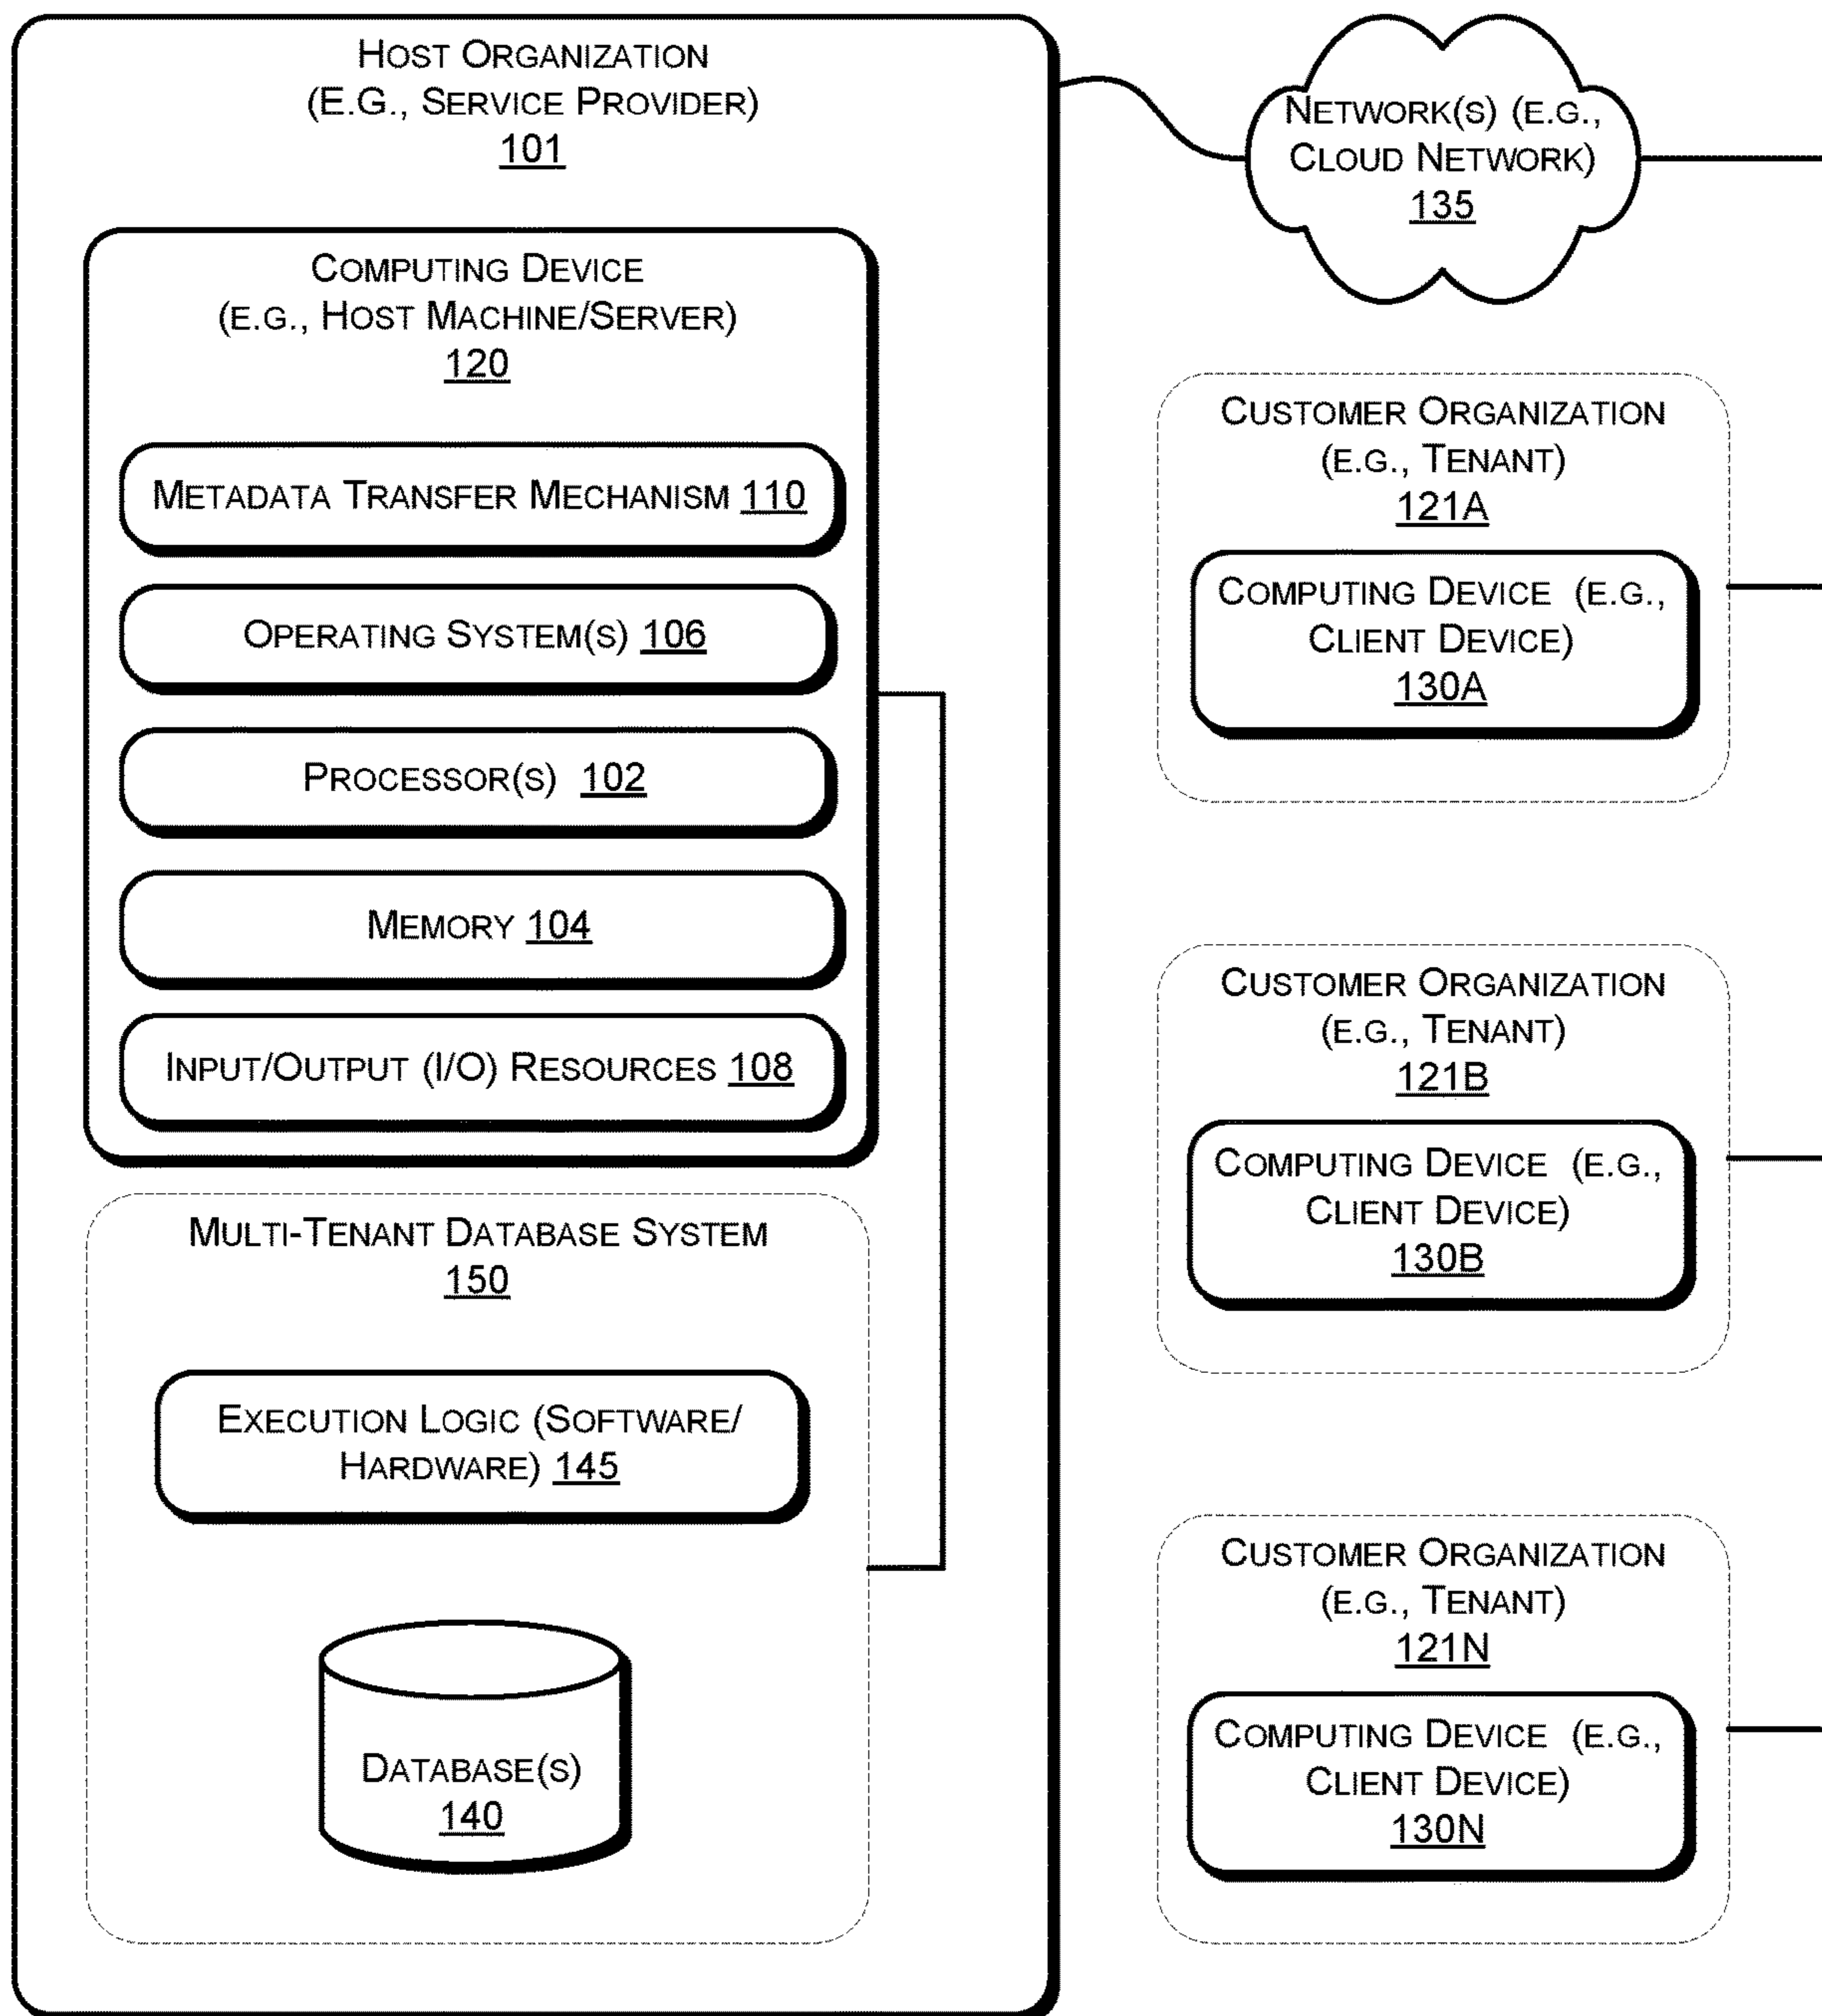 HOST ORGANIZATION
(E.G., SERVICE PROVIDER)
101
COMPUTING DEVICE
(E.G., HOST MACHINE/SERVER)
120
METADATA TRANSFER MECHANISM 110
OPERATING SYSTEM(S) 106
PROCESSOR(S) 102
MEMORY 104
INPUT/OUTPUT (I/O) RESOURCES 108
MULTI-TENANT DATABASE SYSTEM
150
EXECUTION LOGIC (SOFTWARE/
HARDWARE) 145
DATABASE(S)
140
NETWORK(S) (E.G.,
CLOUD NETWORK)
135
CUSTOMER ORGANIZATION
(E.G., TENANT)
121A
COMPUTING DEVICE (E.G.,
CLIENT DEVICE)
130A
CUSTOMER ORGANIZATION
(E.G., TENANT)
121B
COMPUTING DEVICE (E.G.,
CLIENT DEVICE)
130B
CUSTOMER ORGANIZATION
(E.G., TENANT)
121N
COMPUTING DEVICE (E.G.,
CLIENT DEVICE)
130N